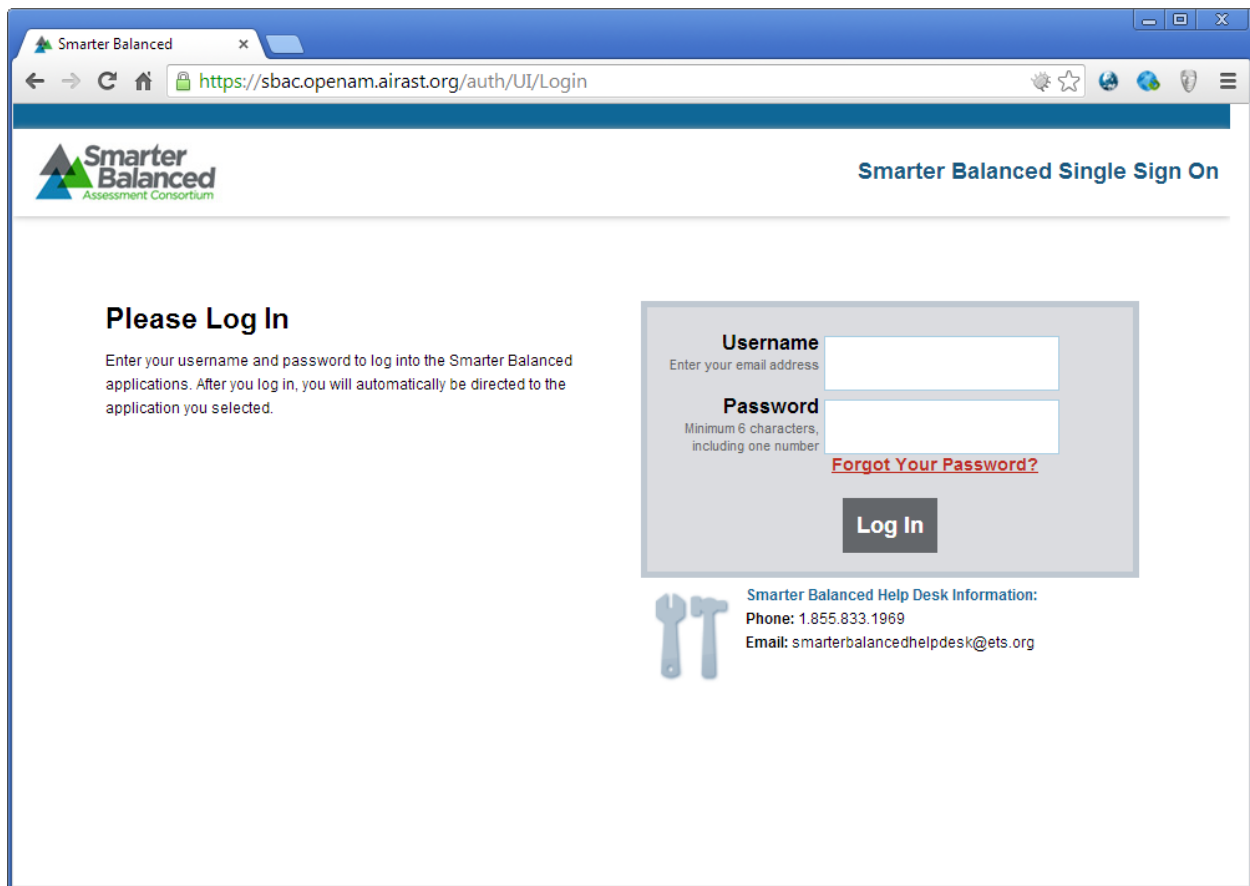 Smarter Balanced
https://sbac.openam.airast.org/auth/UI/Login
Smarter
Balanced
Assessment Consortium
Smarter Balanced Single Sign On
Please Log In
Enter your username and password to log into the Smarter Balanced
applications. After you log in, you will automatically be directed to the
application you selected.
Username
Enter your email address
Password
Minimum 6 characters,
including one number
Forgot Your Password?
Log In
Smarter Balanced Help Desk Information:
Phone: 1.855.833.1969
Email: smarterbalancedhelpdesk@ets.org